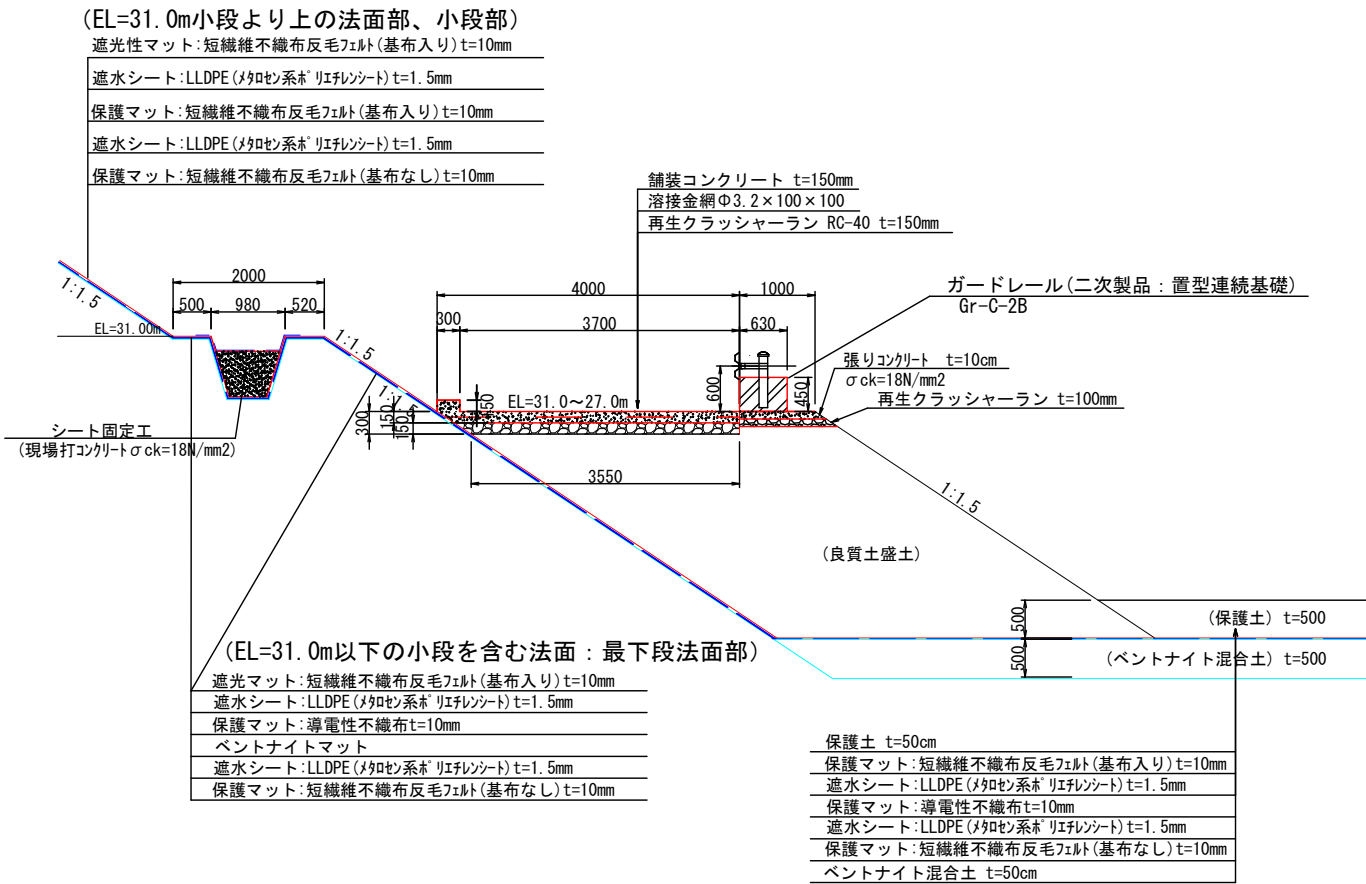 (EL=31.0m小段より上の法面部、小段部)
遮光性マット:短繊維不織布反毛フェルト(基布入り)t=10mm
遮水シート:LLDPE(メタロセン系ポリエチレンシート)t=1.5mm
保護マット:短繊維不織布反毛フェルト(基布入り)t=10mm
遮水シート:LLDPE(メタロセン系ポリエチレンシート)t=1.5mm
保護マット:短繊維不織布反毛フェルト(基布なし)t=10mm
舗装コンクリート t=150mm
溶接金網Φ3.2×100×100
再生クラッシャーラン RC-40 t=150mm
1:1.5
2000
500
980
520
EL=31.00m
1:1.5
シート固定工
(現場打コンクリートσck=18N/mm2)
4000
1000
300
3700
630
ガードレール(二次製品：置型連続基礎)
Gr-C-2B
600
450
張りコンクリート t=10cm
σck=18N/mm2
再生クラッシャーラン t=100mm
1:1.5
EL=31.0～27.0m
300
150
150
3550
1:1.5
(良質土盛土)
500
(保護土) t=500
500
(ベントナイト混合土) t=500
(EL=31.0m以下の小段を含む法面：最下段法面部)
遮光マット:短繊維不織布反毛フェルト(基布入り)t=10mm
遮水シート:LLDPE(メタロセン系ポリエチレンシート)t=1.5mm
保護マット:導電性不織布t=10mm
ベントナイトマット
遮水シート:LLDPE(メタロセン系ポリエチレンシート)t=1.5mm
保護マット:短繊維不織布反毛フェルト(基布なし)t=10mm
保護土 t=50cm
保護マット:短繊維不織布反毛フェルト(基布入り)t=10mm
遮水シート:LLDPE(メタロセン系ポリエチレンシート)t=1.5mm
保護マット:導電性不織布t=10mm
遮水シート:LLDPE(メタロセン系ポリエチレンシート)t=1.5mm
保護マット:短繊維不織布反毛フェルト(基布なし)t=10mm
ベントナイト混合土 t=50cm